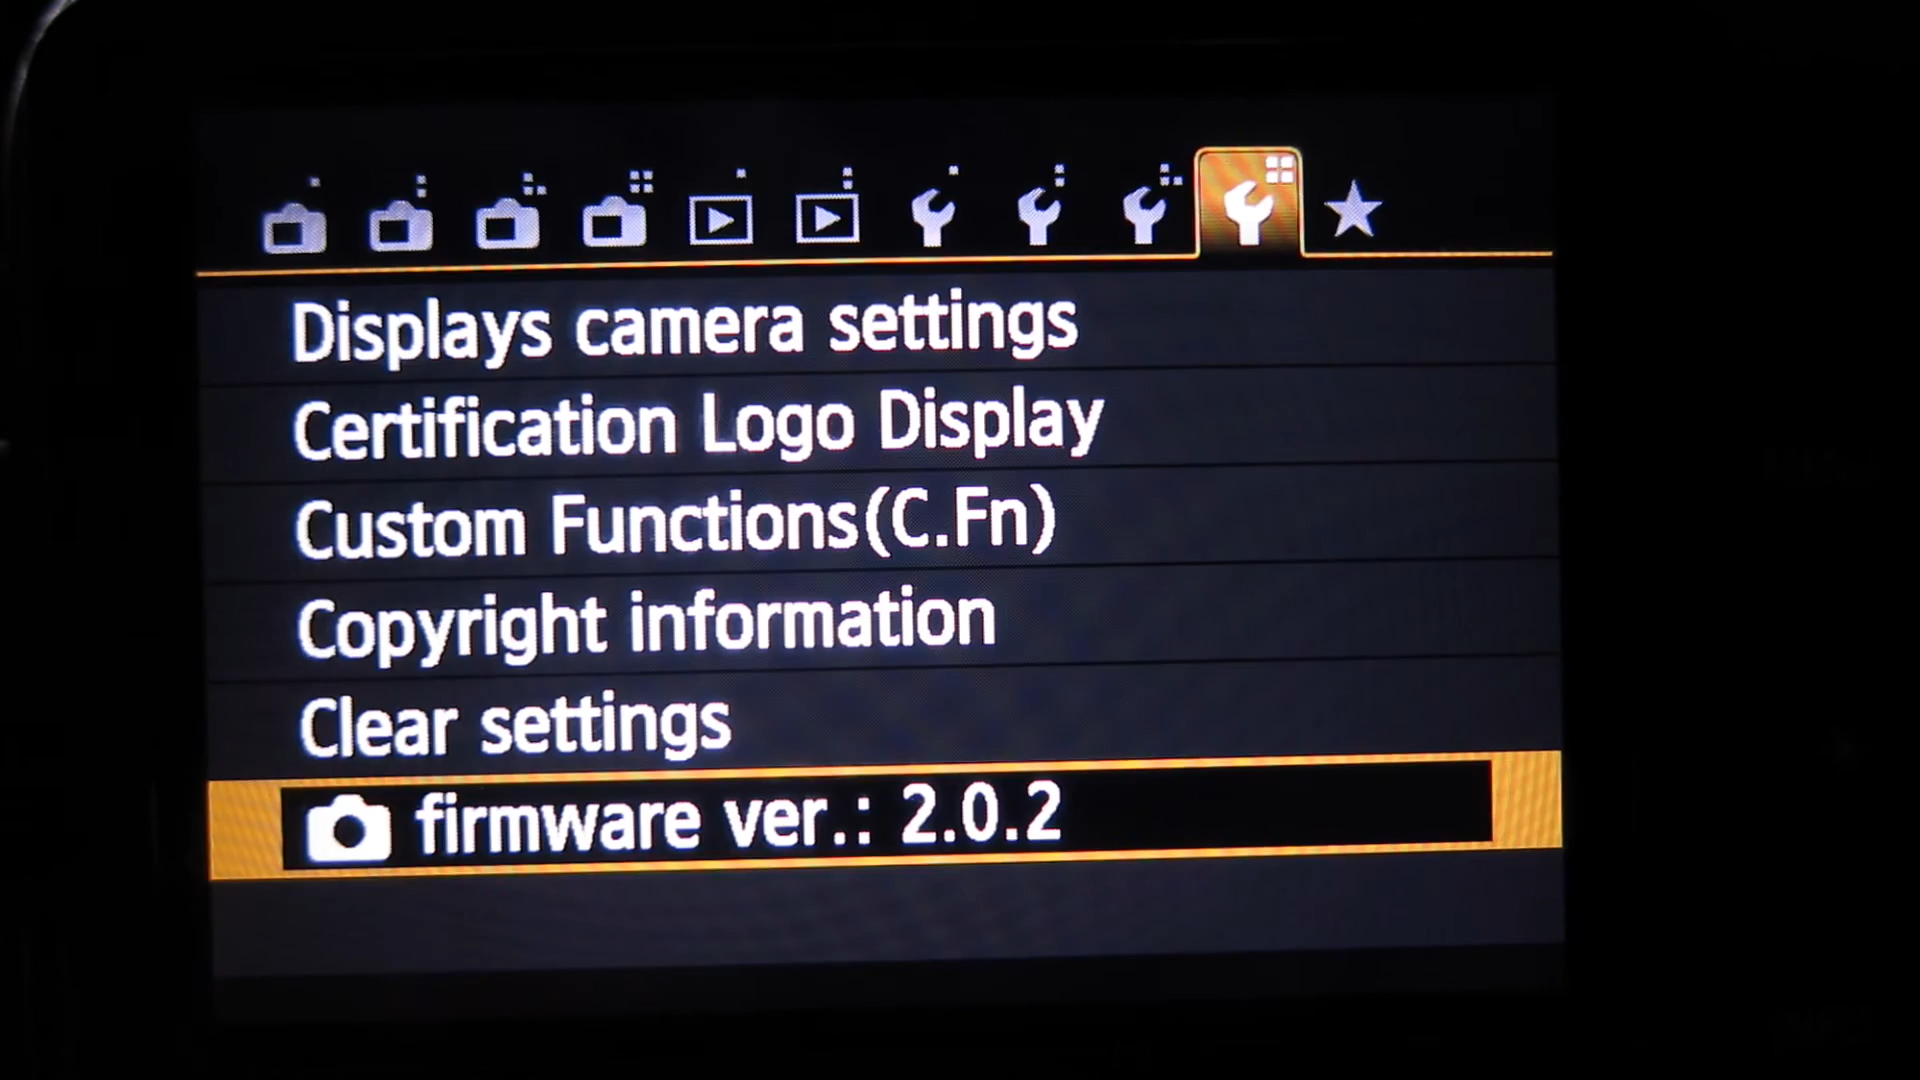 Displays camera settings
Certification Logo Display
Custom Functions(C.Fn)
Copyright information
Clear settings
firmware ver.: 2.0.2